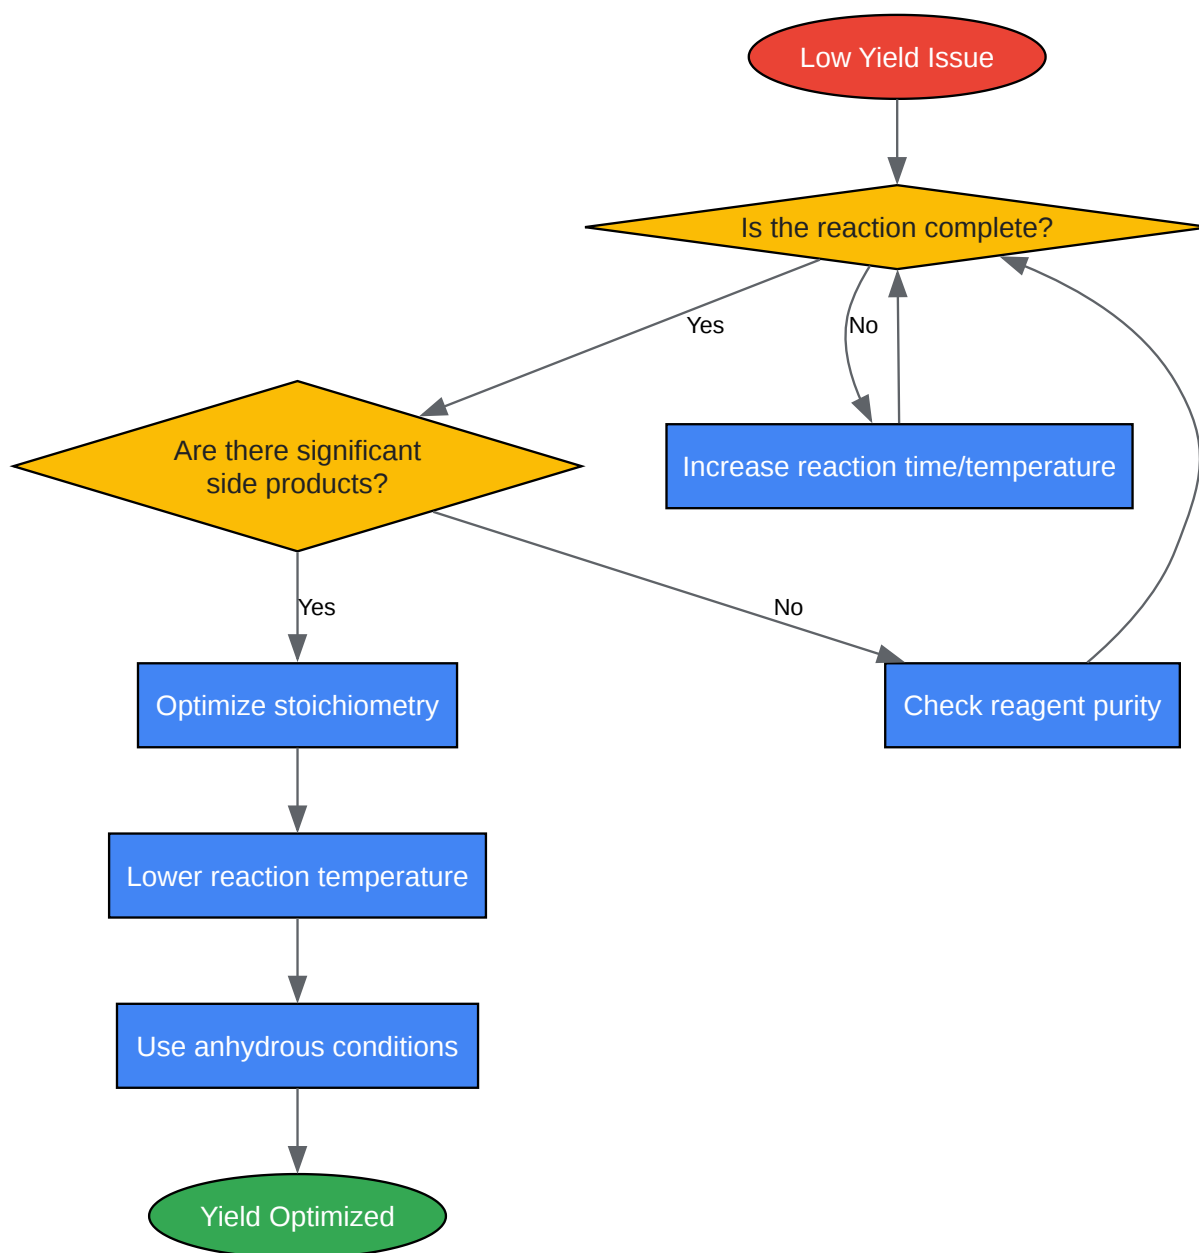 Low Yield Issue
Is the reaction complete?
Yes
No
Are there significant
side products?
Increase reaction time/temperature
Yes
No
Optimize stoichiometry
Check reagent purity
Lower reaction temperature
Use anhydrous conditions
Yield Optimized